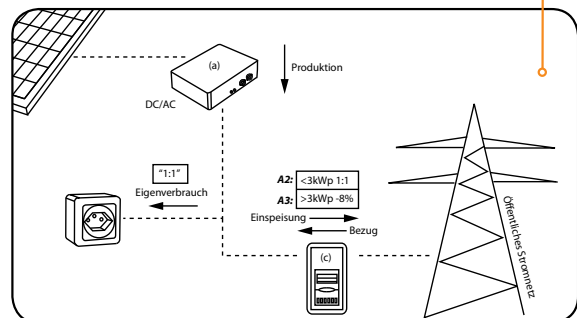 (a)
Produktion
DC/AC
"1:1"
Eigenverbrauch
A2: <3kWp 1:1
A3: >3kWp -8%
Einspeisung
Bezug
(c)
Öffentliches Stromnetz